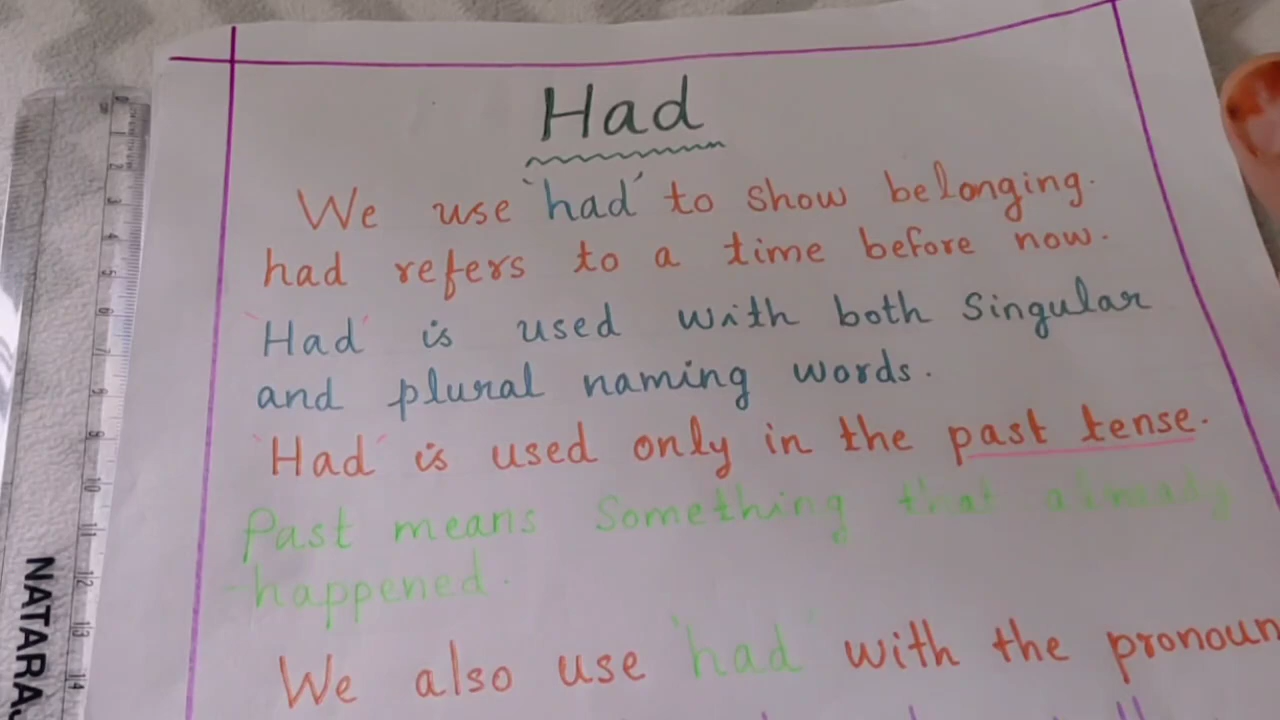 Had
We use 'had' to show belonging.
had refers to a time before now.
'Had' is used with both Singular
and plural naming words.
'Had' is used only in the past tense.
Past means Something that already
happened.
We also use 'had' with the pronoun
NATARAJ